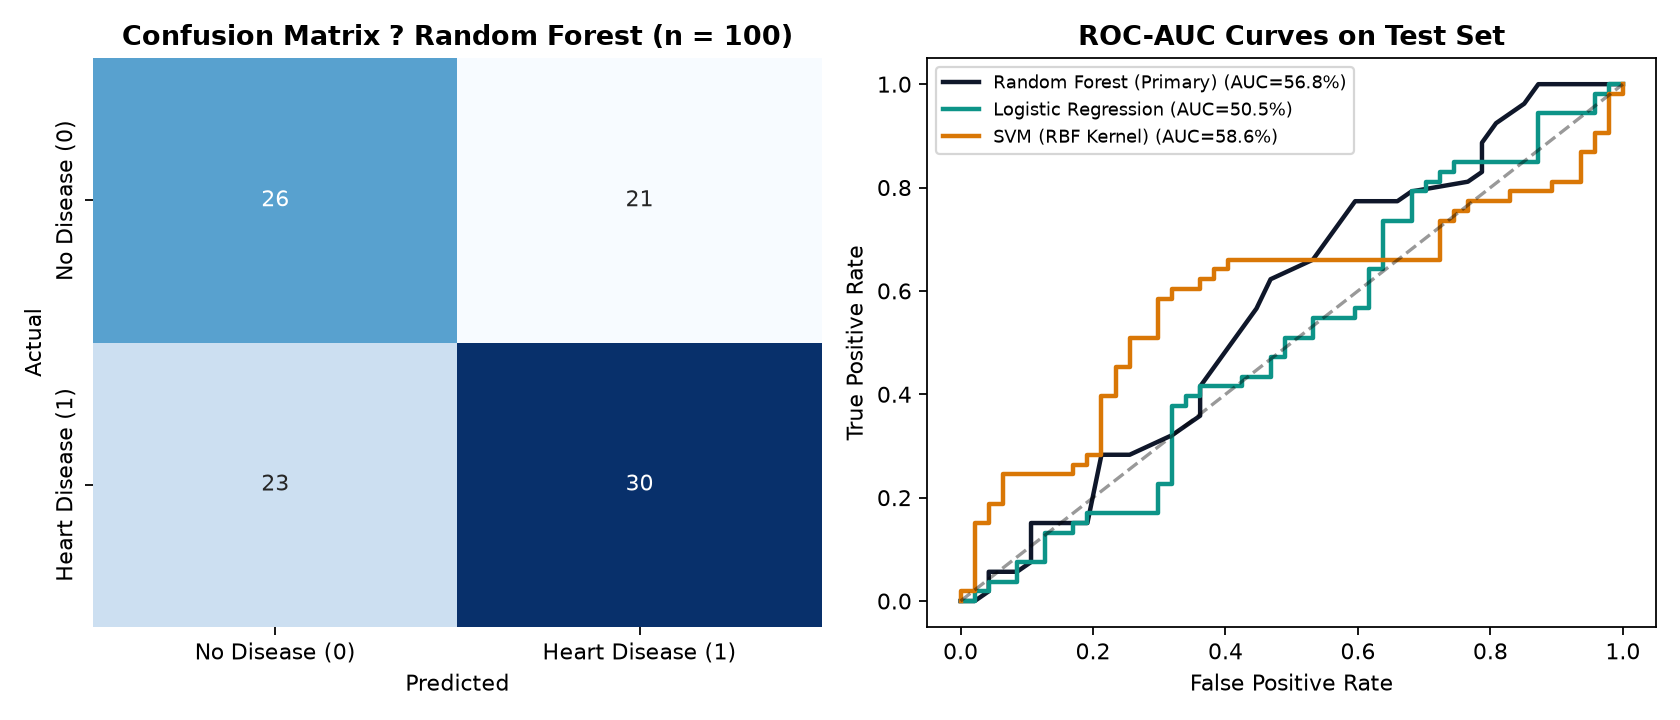 Confusion Matrix ? Random Forest (n = 100)
No Disease (0)
Heart Disease (1)
Actual
26
21
23
30
No Disease (0)
Heart Disease (1)
Predicted
ROC-AUC Curves on Test Set
Random Forest (Primary) (AUC=56.8%)
Logistic Regression (AUC=50.5%)
SVM (RBF Kernel) (AUC=58.6%)
True Positive Rate
1.0
0.8
0.6
0.4
0.2
0.0
0.0
0.2
0.4
0.6
0.8
1.0
False Positive Rate